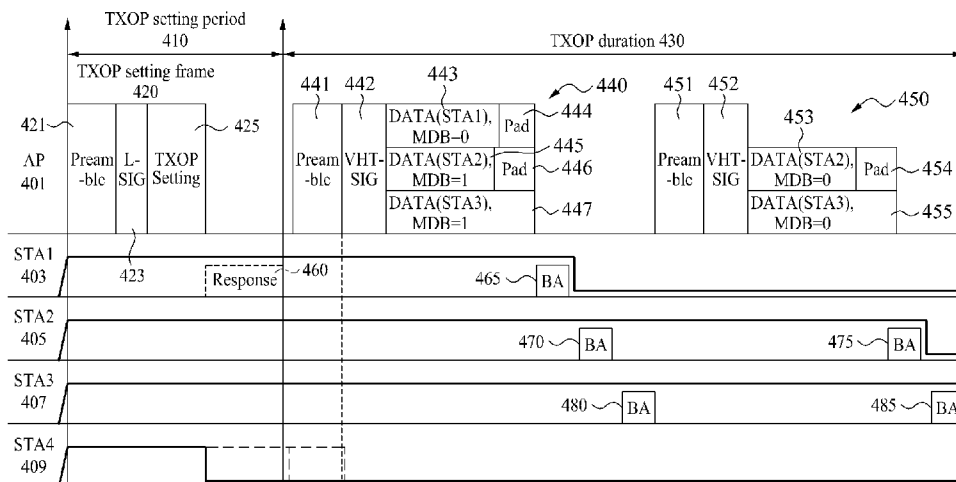 TXOP setting period
410
TXOP duration 430
TXOP setting frame
420
421
425
441
442
443
440
444
445
446
447
451
452
453
450
454
455
AP
401
Pream
-ble
L-
SIG
TXOP
Setting
423
Pream
-ble
VHT-
SIG
DATA(STA1),
MDB=0
Pad
DATA(STA2),
MDB=1
Pad
DATA(STA3),
MDB=1
Pream
-ble
VHT-
SIG
DATA(STA2),
MDB=0
Pad
DATA(STA3),
MDB=0
STA1
403
Response
460
465
BA
STA2
405
470
BA
475
BA
STA3
407
480
BA
485
BA
STA4
409